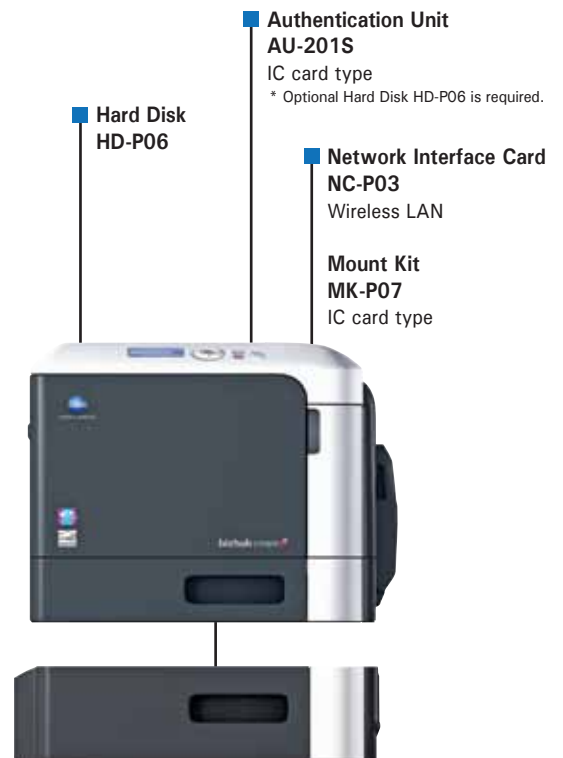 Authentication Unit
AU-201S
IC card type
* Optional Hard Disk HD-P06 is required.
Hard Disk
HD-P06
Network Interface Card
NC-P03
Wireless LAN
Mount Kit
MK-P07
IC card type
bizhub